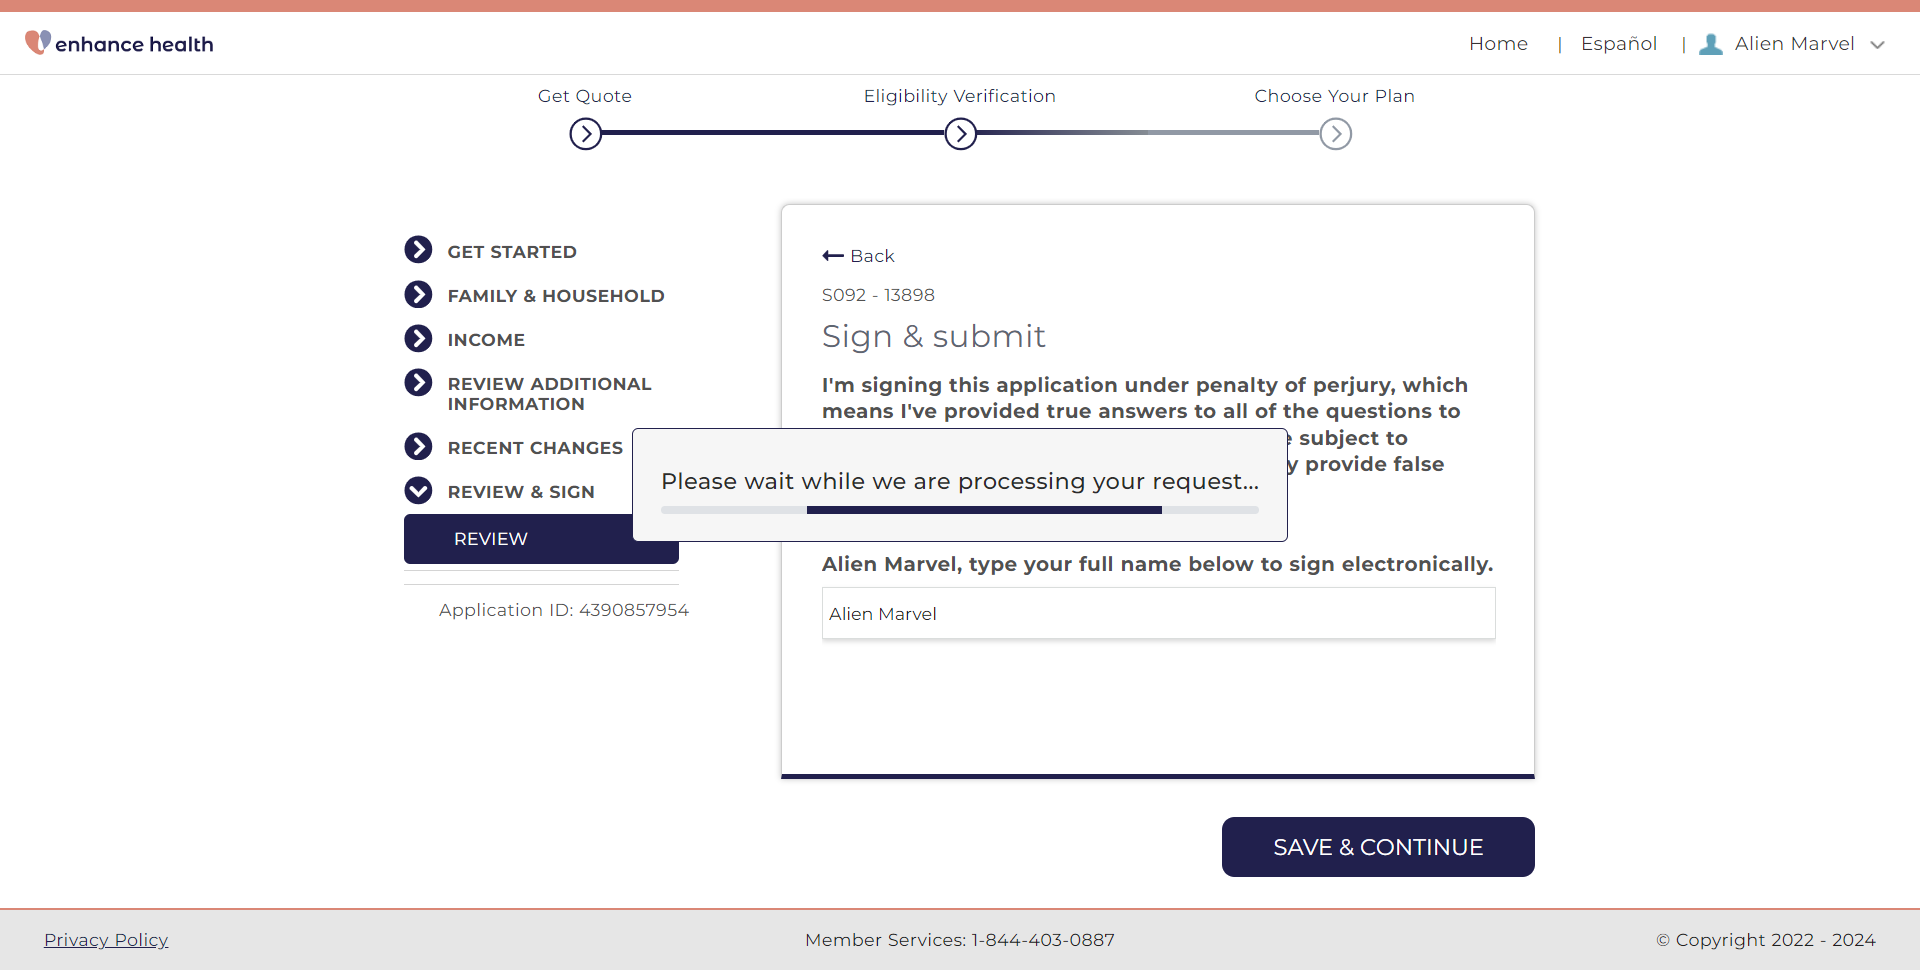 enhance health
Home | Español | Alien Marvel
Get Quote
Eligibility Verification
Choose Your Plan
GET STARTED
FAMILY & HOUSEHOLD
INCOME
REVIEW ADDITIONAL
INFORMATION
RECENT CHANGES
REVIEW & SIGN
REVIEW
Application ID: 4390857954
Back
S092 - 13898
Sign & submit
I'm signing this application under penalty of perjury, which
means I've provided true answers to all of the questions to
subject to
provide false
Please wait while we are processing your request...
Alien Marvel, type your full name below to sign electronically.
Alien Marvel
SAVE & CONTINUE
Privacy Policy
Member Services: 1-844-403-0887
© Copyright 2022 - 2024